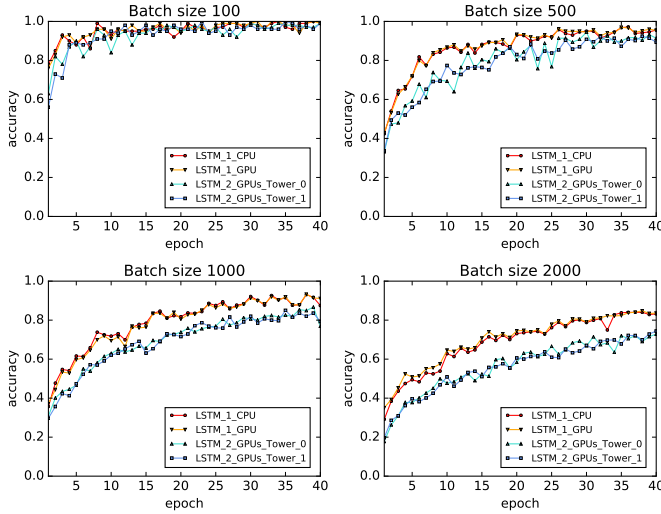 Batch size 100
1.0
0.8
0.6
0.4
0.2
0.0
accuracy
LSTM_1_CPU
LSTM_1_GPU
LSTM_2_GPUs_Tower_0
LSTM_2_GPUs_Tower_1
5 10 15 20 25 30 35 40
epoch
Batch size 500
1.0
0.8
0.6
0.4
0.2
0.0
accuracy
LSTM_1_CPU
LSTM_1_GPU
LSTM_2_GPUs_Tower_0
LSTM_2_GPUs_Tower_1
5 10 15 20 25 30 35 40
epoch
Batch size 1000
1.0
0.8
0.6
0.4
0.2
0.0
accuracy
LSTM_1_CPU
LSTM_1_GPU
LSTM_2_GPUs_Tower_0
LSTM_2_GPUs_Tower_1
5 10 15 20 25 30 35 40
epoch
Batch size 2000
1.0
0.8
0.6
0.4
0.2
0.0
accuracy
LSTM_1_CPU
LSTM_1_GPU
LSTM_2_GPUs_Tower_0
LSTM_2_GPUs_Tower_1
5 10 15 20 25 30 35 40
epoch